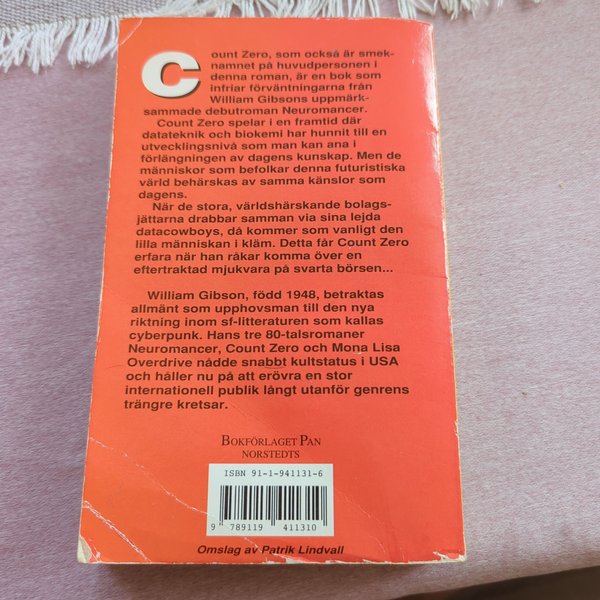 Count Zero, som också är smek-
namnet på huvudpersonen i
denna roman, är en bok som
infriar förväntningarna från
William Gibsons uppmärk-
sammade debutroman Neuromancer.
Count Zero spelar i en framtid där
datateknik och biokemi har hunnit till en
utvecklingsnivå som man kan ana i
förlängningen av dagens kunskap. Men de
människor som befolkar denna futuristiska
värld behärskas av samma känslor som
dagens.
När de stora, världshärskande bolags-
jättarna drabbar samman via sina lejda
datacowboys, då kommer som vanligt den
lilla människan i kläm. Detta får Count Zero
erfara när han råkar komma över en
eftertraktad mjukvara på svarta börsen...
William Gibson, född 1948, betraktas
allmänt som upphovsman till den nya
riktning inom sf-litteraturen som kallas
cyberpunk. Hans tre 80-talsromaner
Neuromancer, Count Zero och Mona Lisa
Overdrive nådde snabbt kultstatus i USA
och håller nu på att erövra en stor
internationell publik långt utanför genrens
trängre kretsar.
BOKFÖRLAGET PAN
NORSTEDTS
ISBN 91-1-941131-6
9 789119 411310
Omslag av Patrik Lindvall